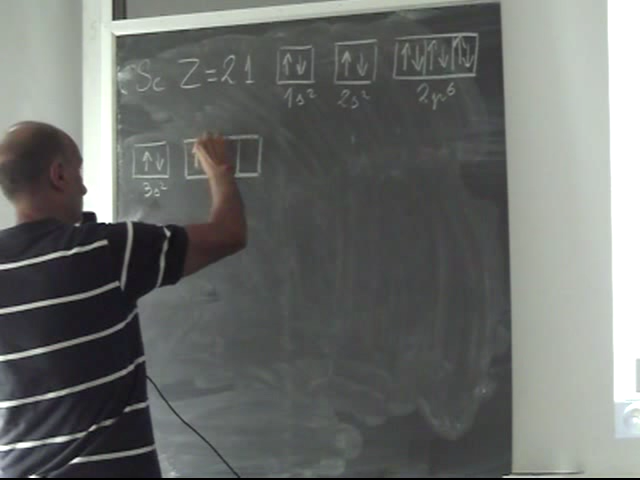 Sc Z=21 ↑↓ ↑↓ ↑↓ ↑↓ ↑↓
1s² 2s² 2p⁶
↑↓ ↑
3s²